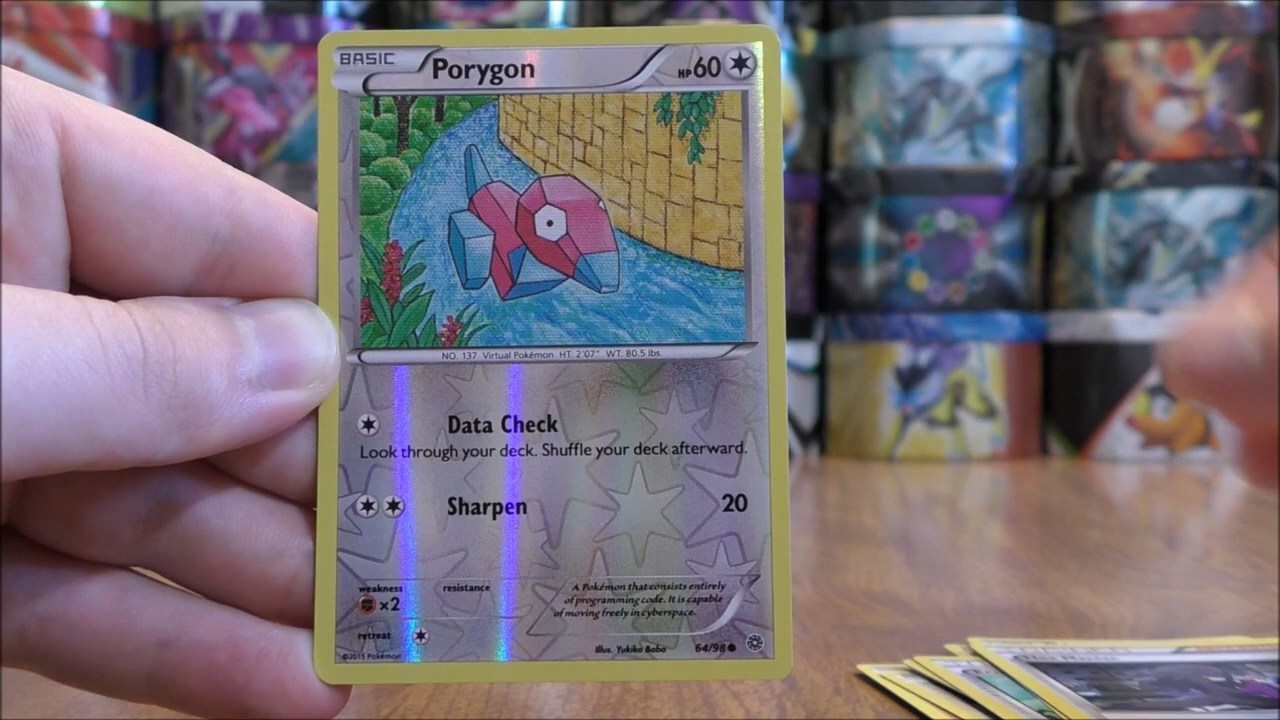 BASIC Porygon HP60
NO. 137 Virtual Pokémon HT. 2'07" WT. 80.5 lbs
Data Check
Look through your deck. Shuffle your deck afterward.
Sharpen 20
weakness resistance
×2
retreat
A Pokémon that consists entirely
of programming code. It is capable
of moving freely in cyberspace.
©2015 Pokémon
Illus. Yukiko Baba 64/98